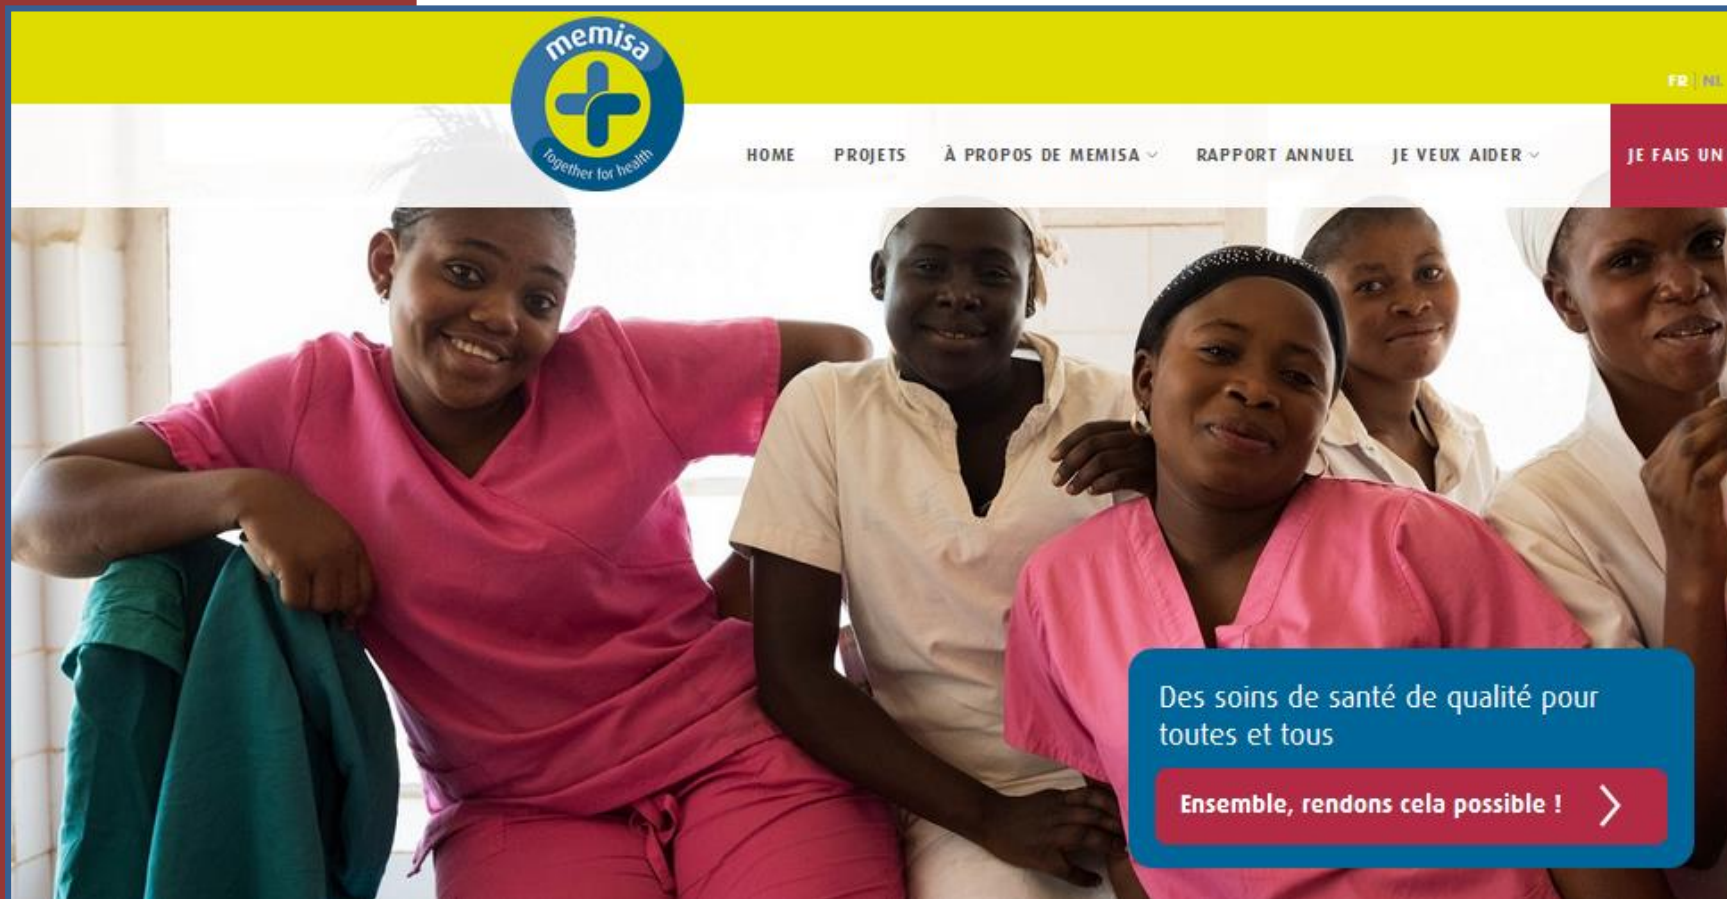 memisa
Together for health
FR | NL
HOME PROJETS À PROPOS DE MEMISA RAPPORT ANNUEL JE VEUX AIDER JE FAIS UN
Des soins de santé de qualité pour
toutes et tous
Ensemble, rendons cela possible !